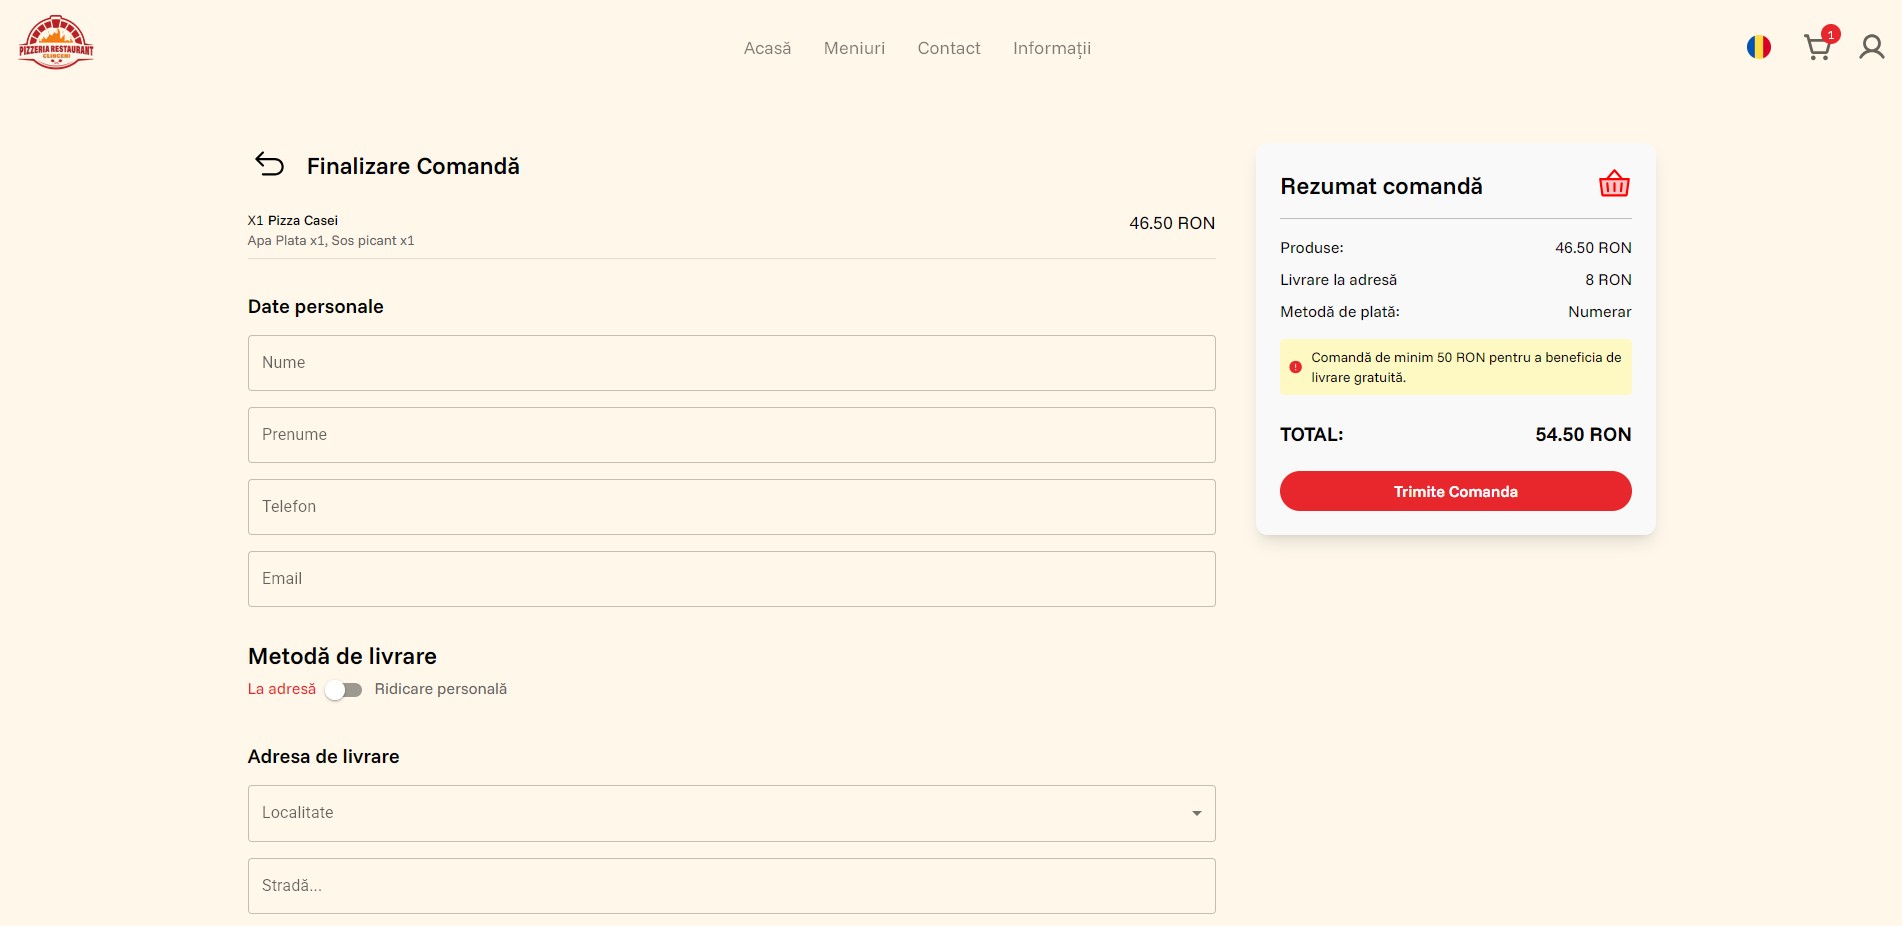 PIZZERIA RESTAURANT
CLINCENI
Acasă
Meniuri
Contact
Informații
1
Finalizare Comandă
X1 Pizza Casei
46.50 RON
Apa Plata x1, Sos picant x1
Date personale
Nume
Prenume
Telefon
Email
Metodă de livrare
La adresă
Ridicare personală
Adresa de livrare
Localitate
Stradă...
Rezumat comandă
Produse: 46.50 RON
Livrare la adresă 8 RON
Metodă de plată: Numerar
Comandă de minim 50 RON pentru a beneficia de
livrare gratuită.
TOTAL: 54.50 RON
Trimite Comanda